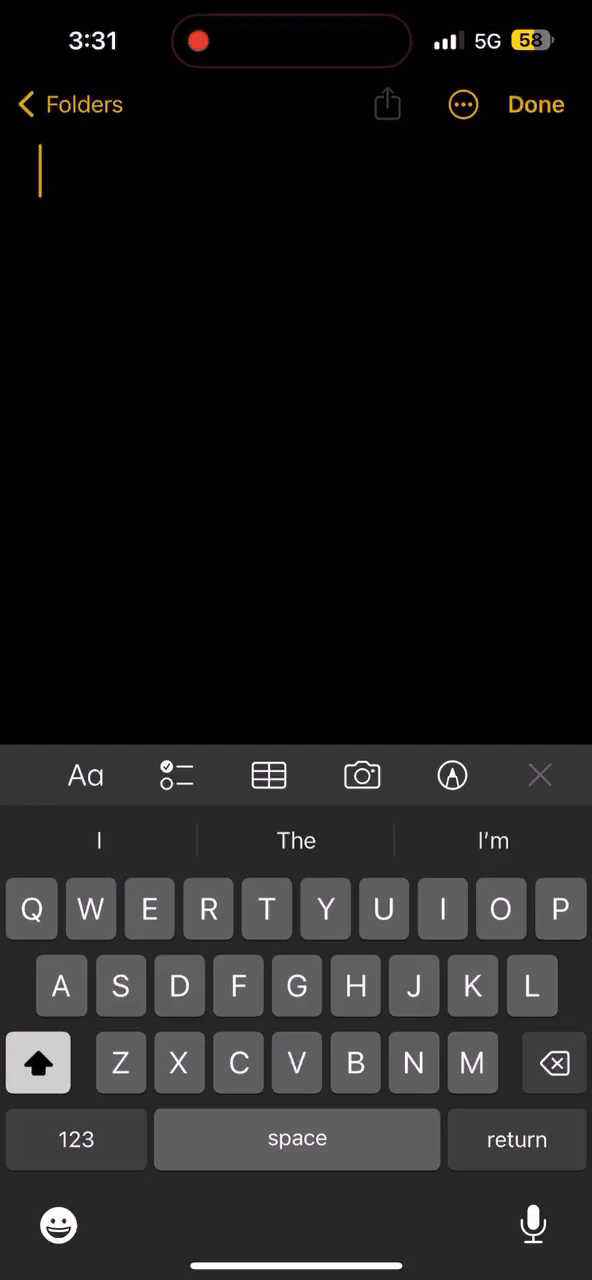 3:31 5G 58
Folders Done
Aa
I The I'm
Q W E R T Y U I O P
A S D F G H J K L
Z X C V B N M
123 space return